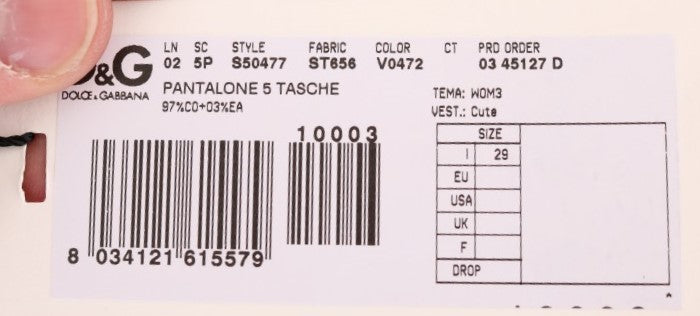 LN SC STYLE FABRIC COLOR CT PRD ORDER
02 5P S50477 ST656 V0472 03 45127 D
&G
DOLCE & GABBANA
PANTALONE 5 TASCHE
97%CO+03%EA
TEMA: WOM3
VEST.: Cute
10003
SIZE
I 29
EU
USA
UK
F
DROP
8 034121 615579